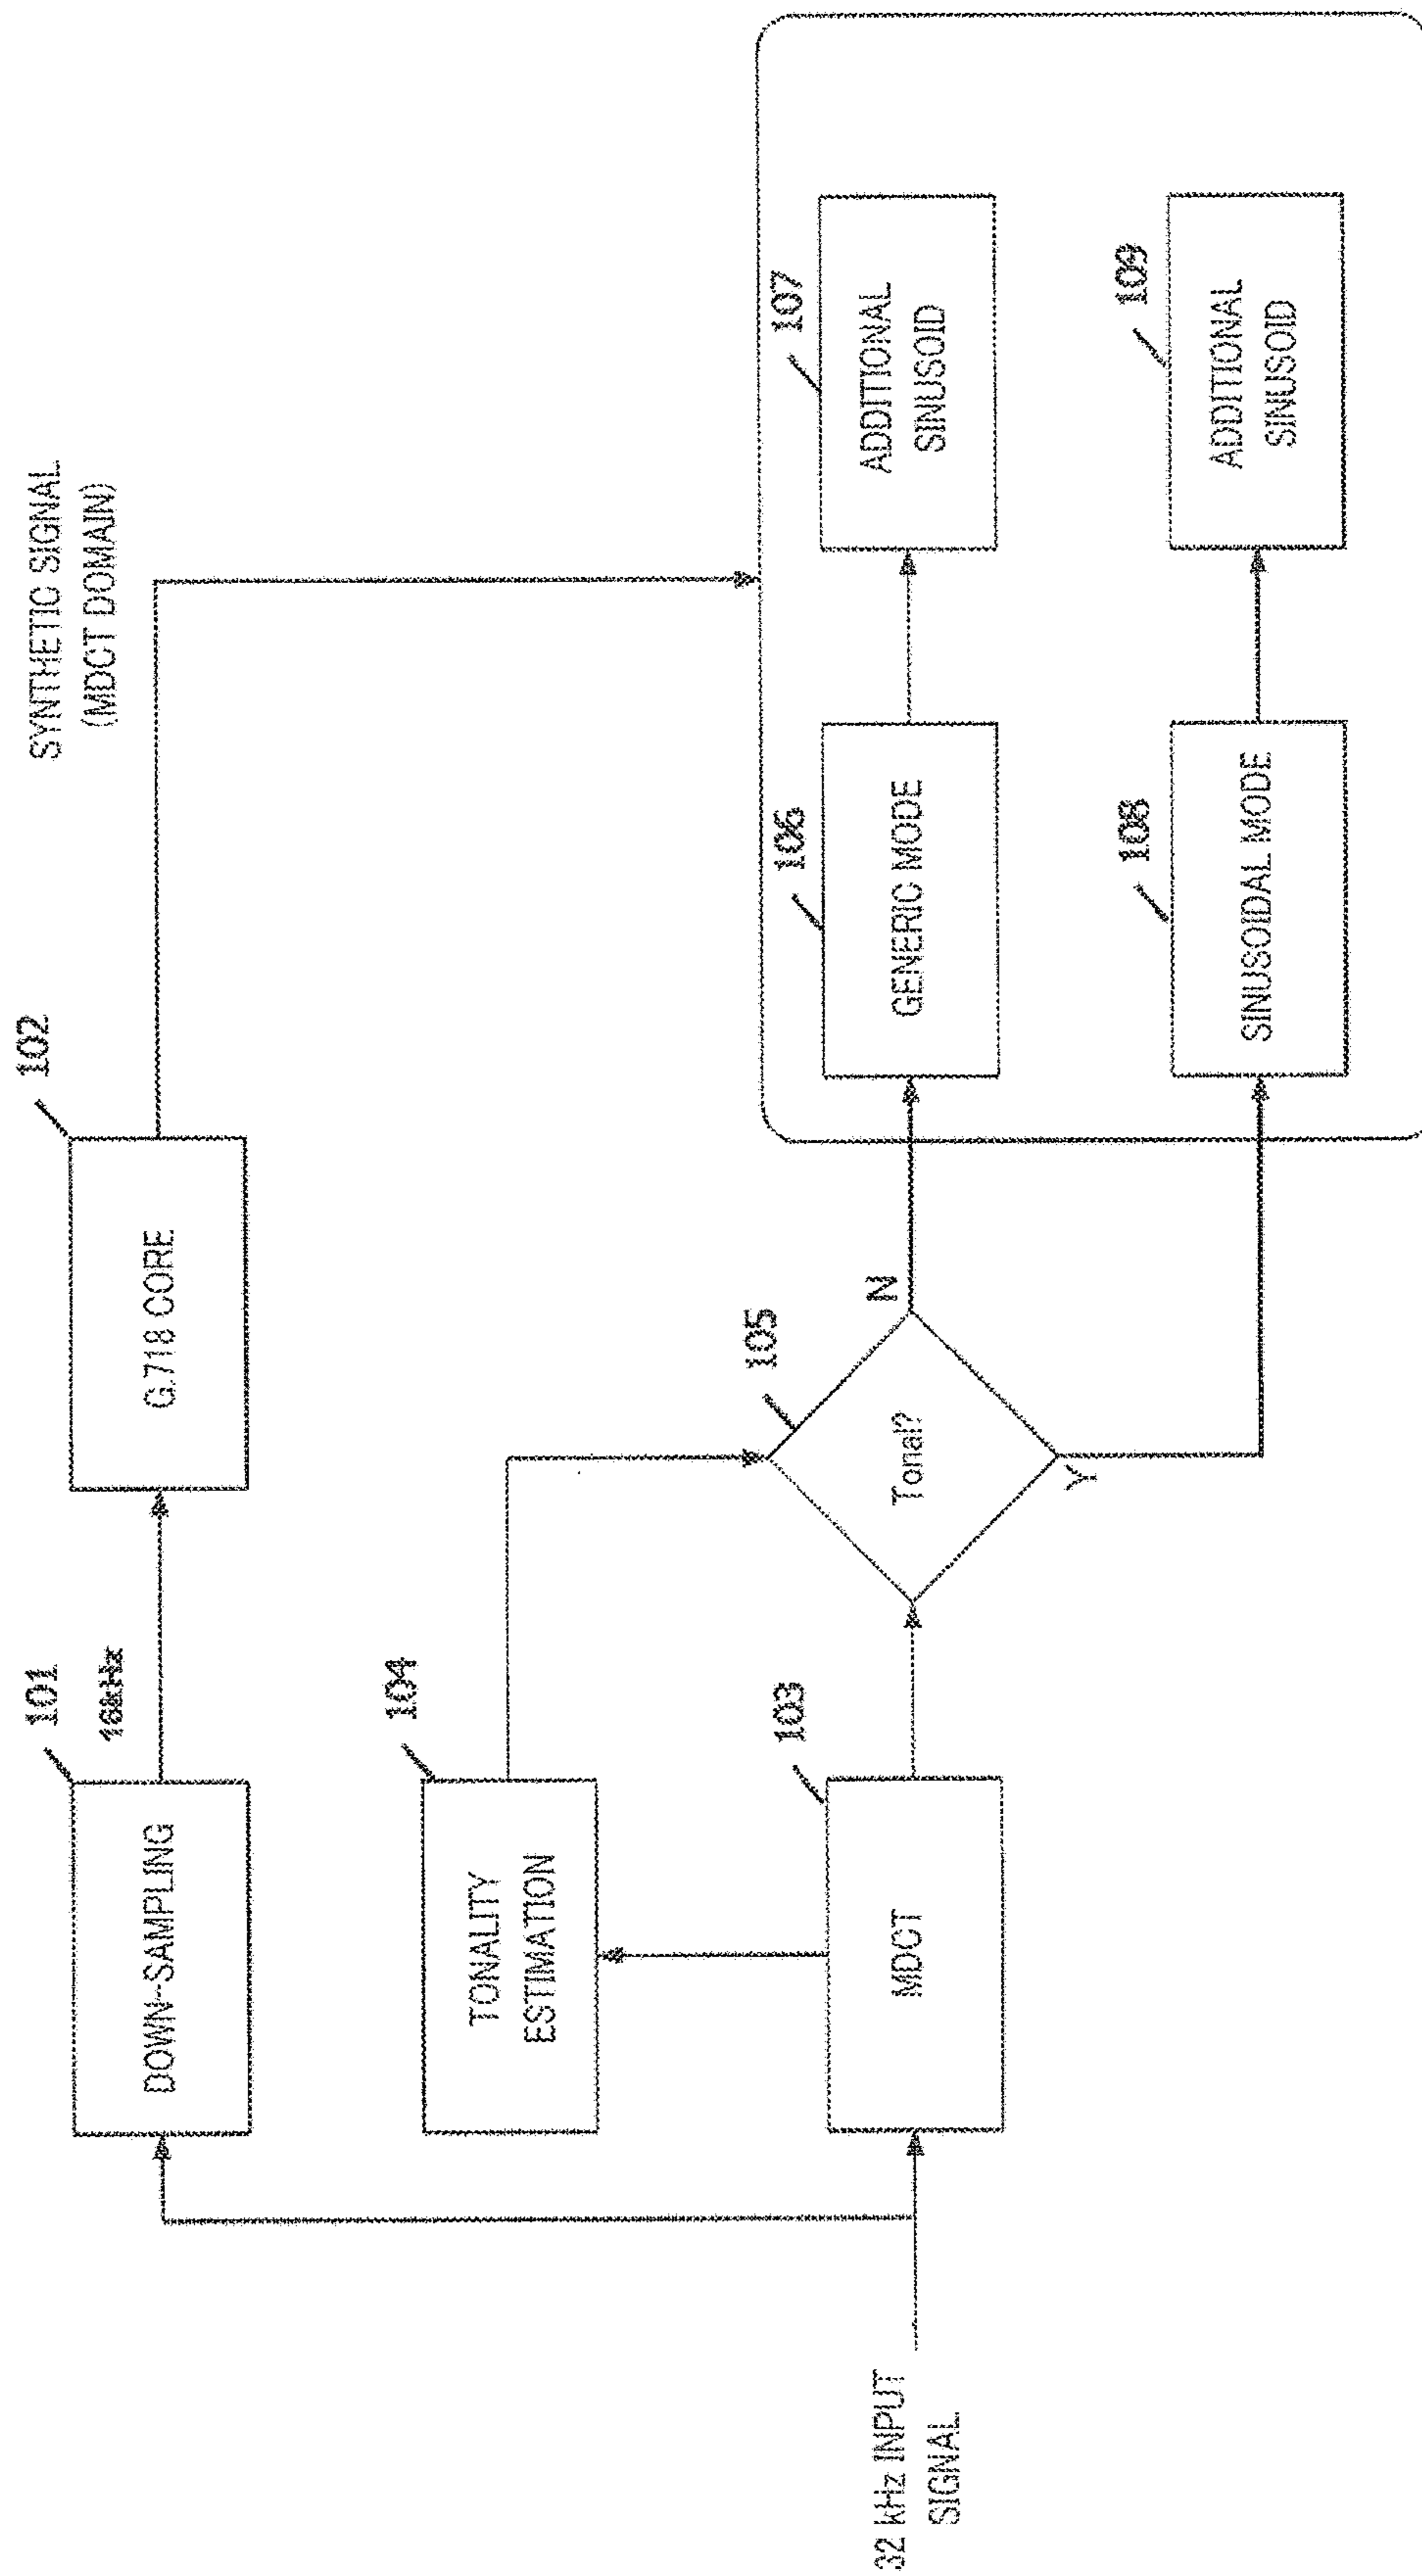 SYNTHETIC SIGNAL
(MDCT DOMAIN)
101
16kHz
102
DOWN-SAMPLING
G.718 CORE
104
TONALITY
ESTIMATION
103
105
106
107
MDCT
Tonal?
N
GENERIC MODE
ADDITIONAL
SINUSOID
32 kHz INPUT
SIGNAL
Y
108
109
SINUSOIDAL MODE
ADDITIONAL
SINUSOID